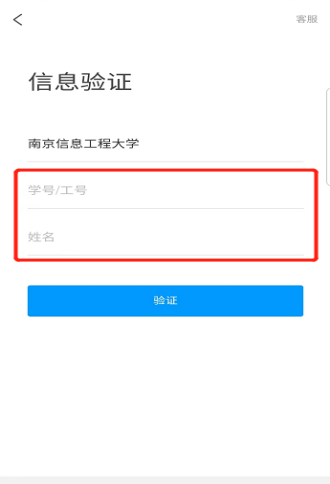 客服
信息验证
南京信息工程大学
学号/工号
姓名
验证